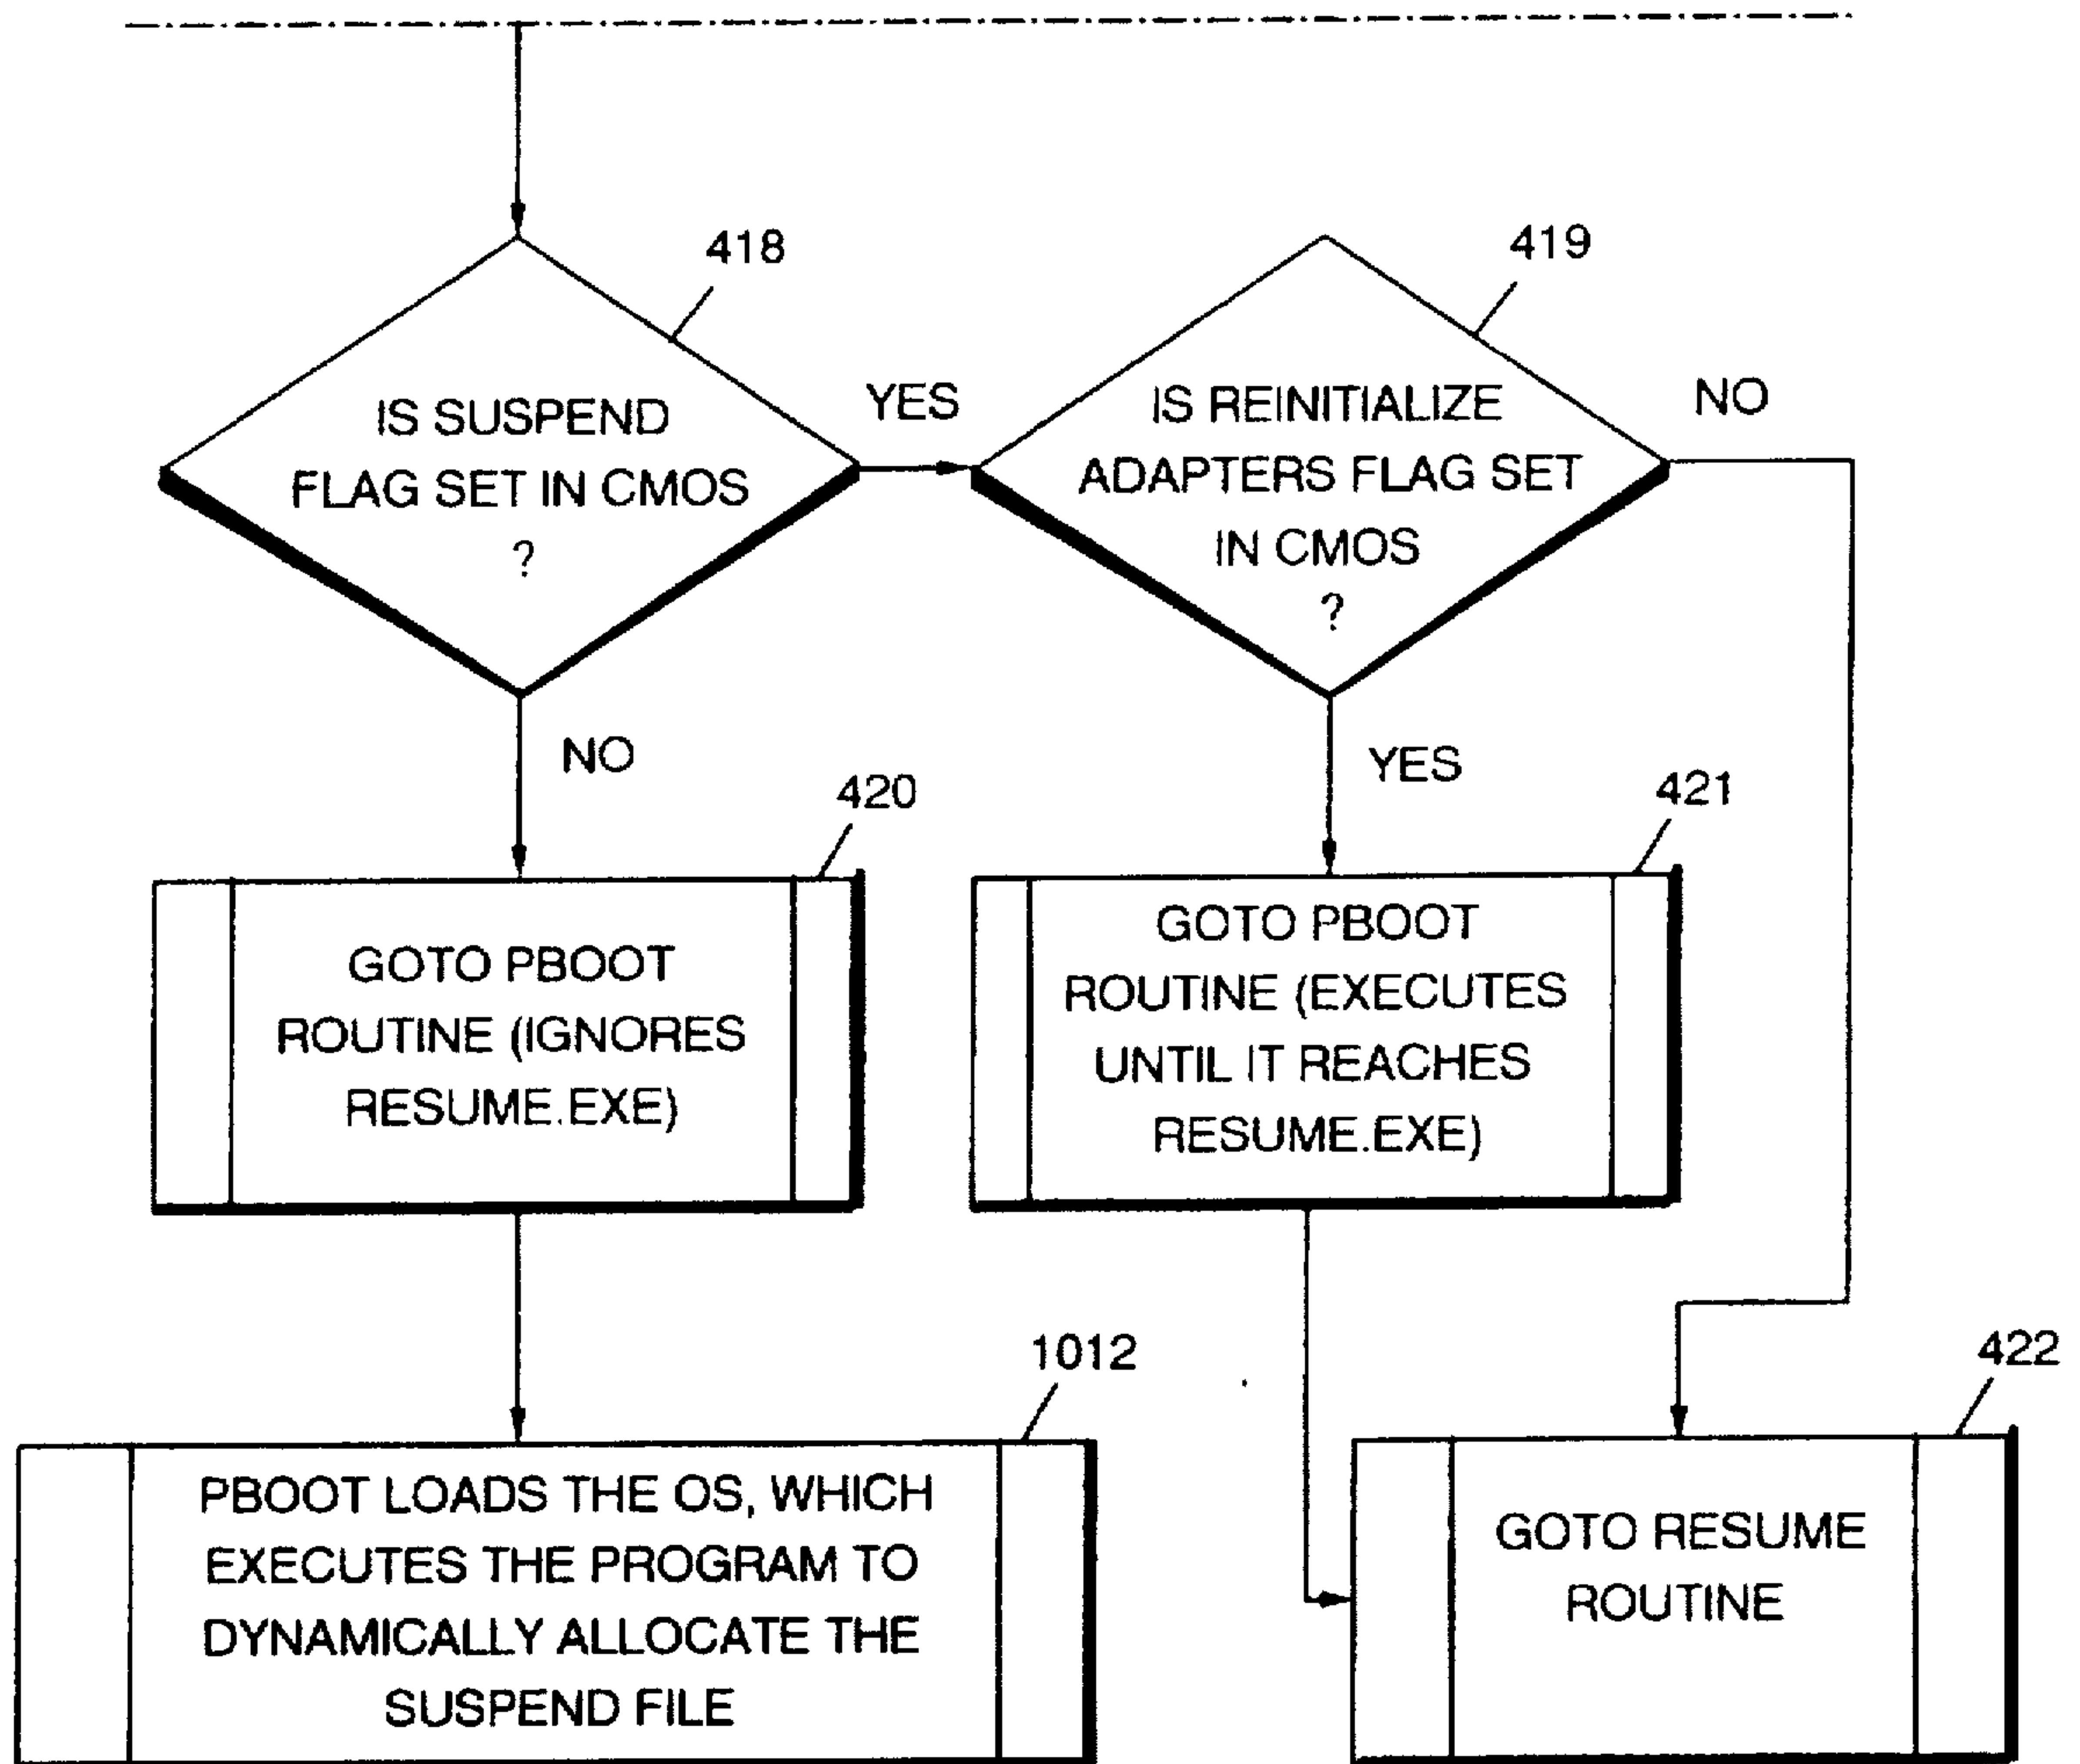 418
IS SUSPEND
FLAG SET IN CMOS
?
YES
419
IS REINITIALIZE
ADAPTERS FLAG SET
IN CMOS
?
NO
NO
YES
420
GOTO PBOOT
ROUTINE (IGNORES
RESUME.EXE)
421
GOTO PBOOT
ROUTINE (EXECUTES
UNTIL IT REACHES
RESUME.EXE)
1012
PBOOT LOADS THE OS, WHICH
EXECUTES THE PROGRAM TO
DYNAMICALLY ALLOCATE THE
SUSPEND FILE
422
GOTO RESUME
ROUTINE